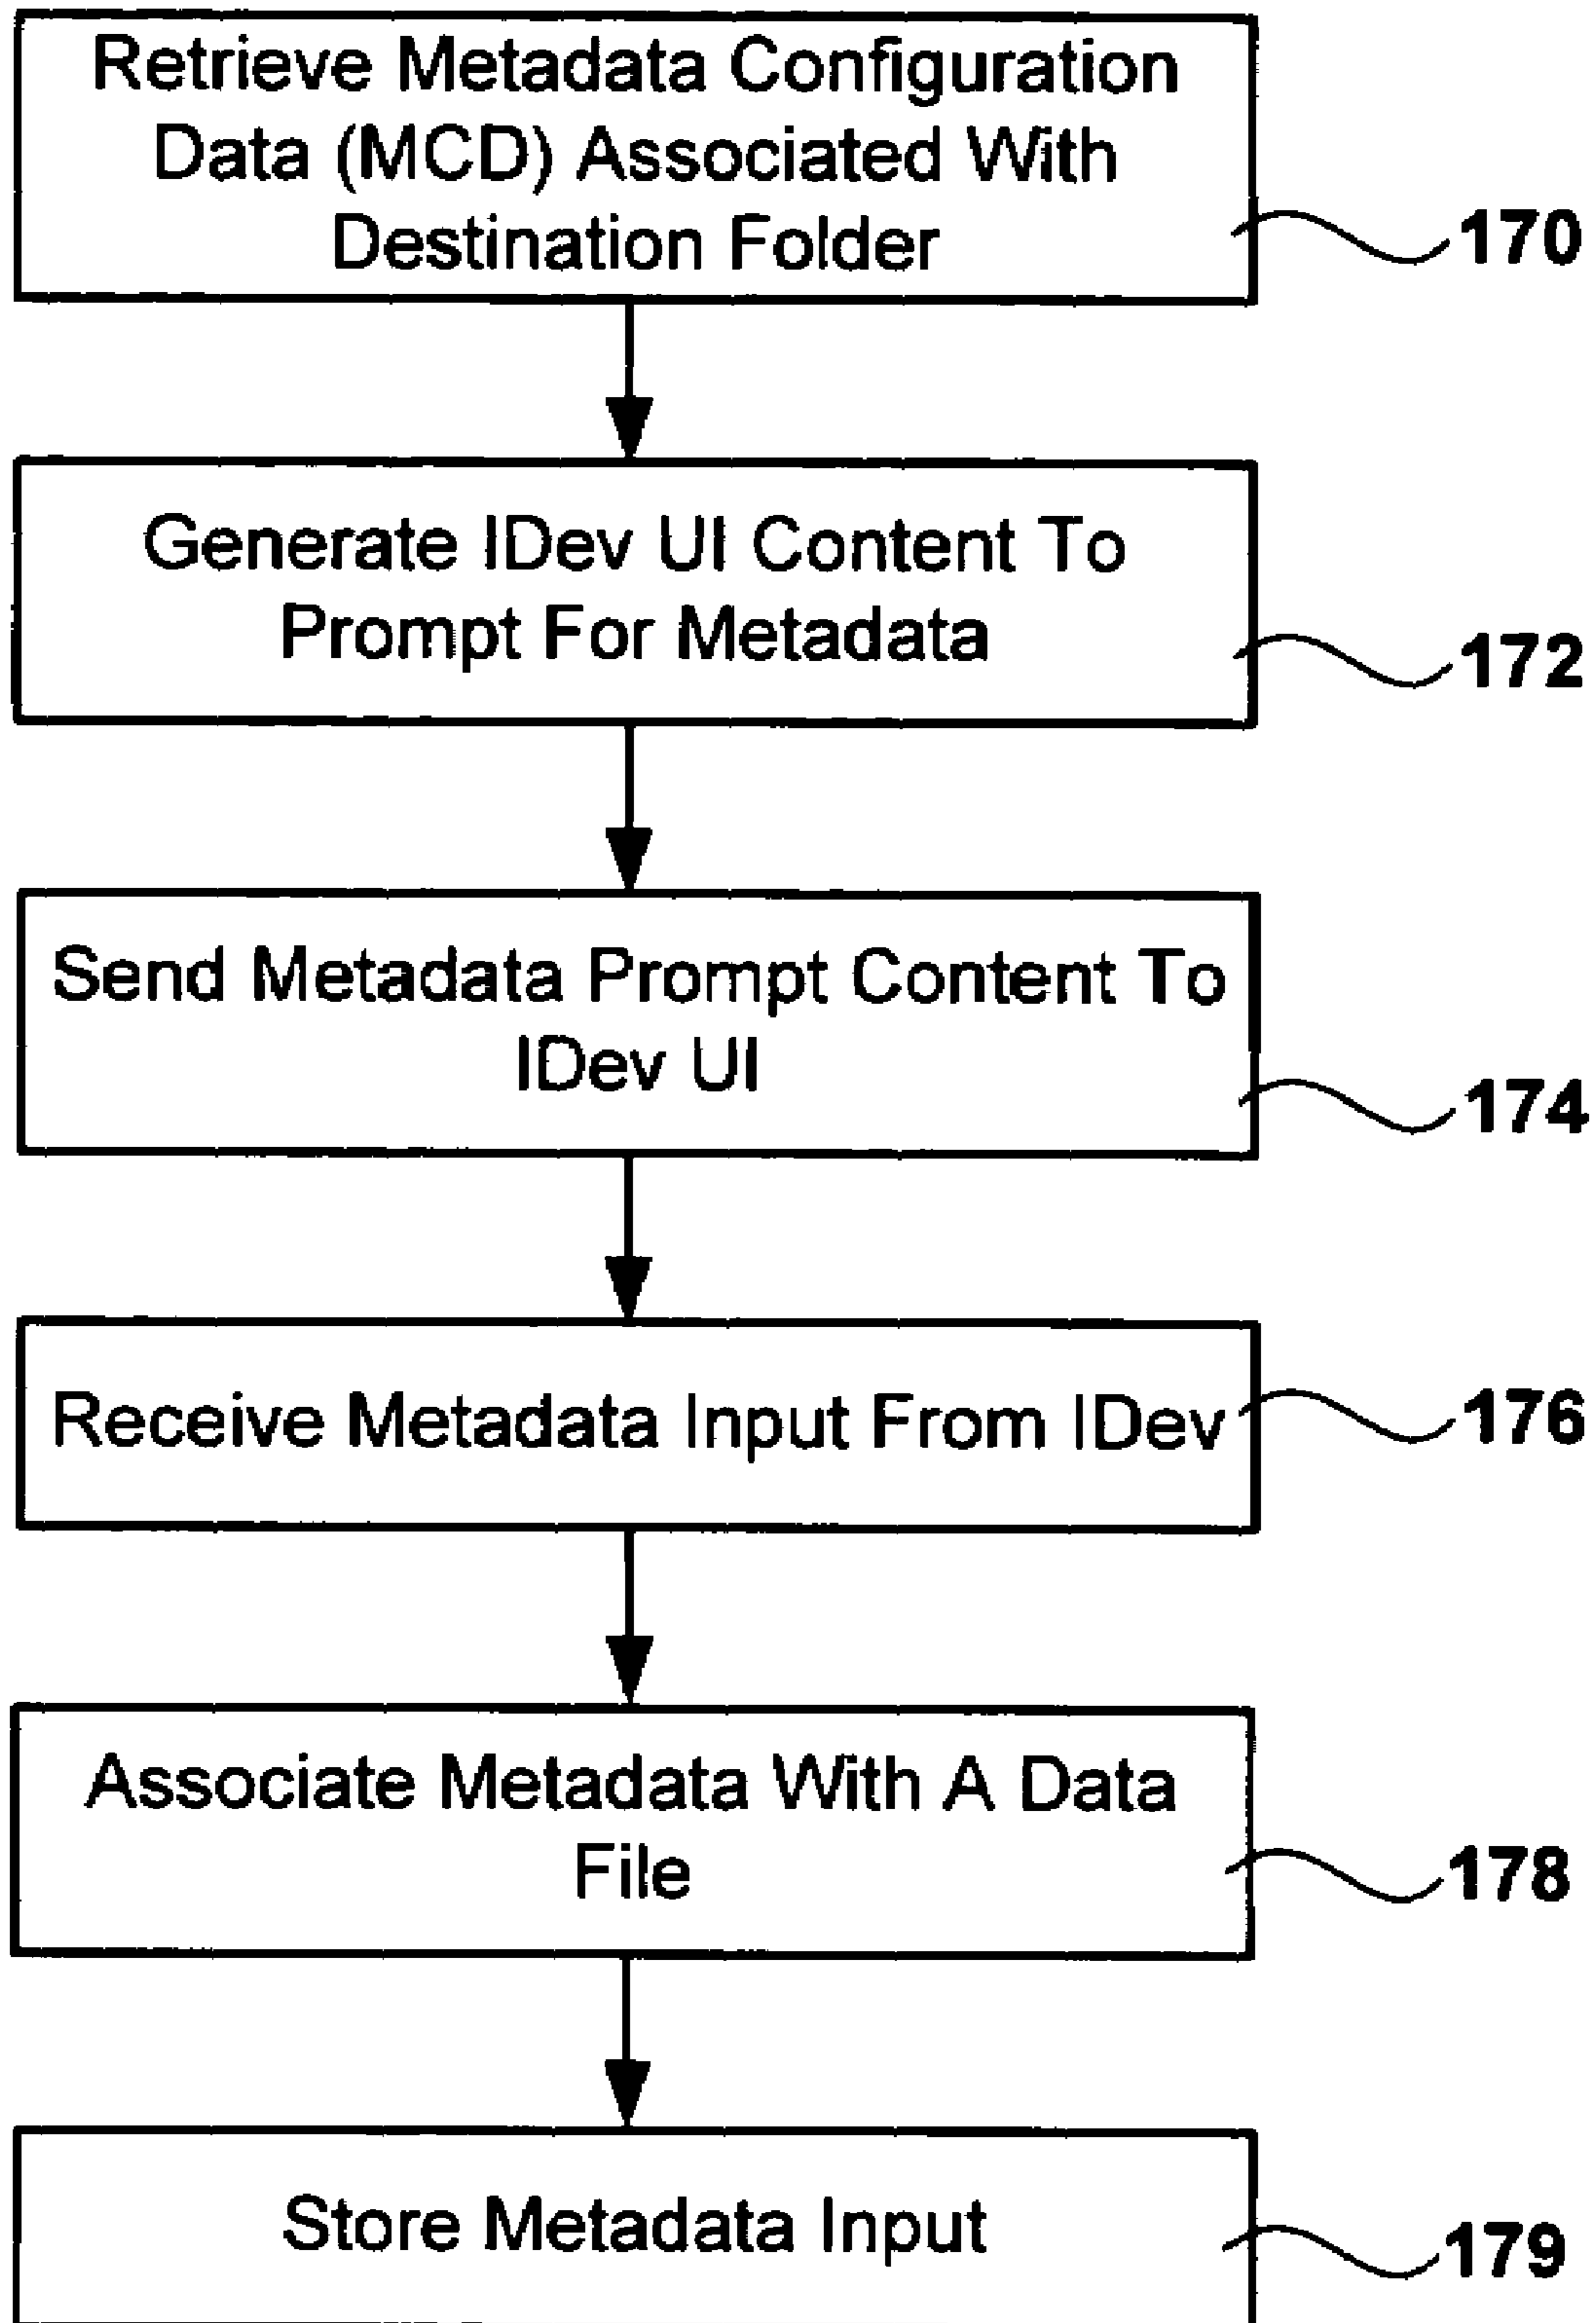 Retrieve Metadata Configuration
Data (MCD) Associated With
Destination Folder
170
Generate IDev UI Content To
Prompt For Metadata
172
Send Metadata Prompt Content To
IDev UI
174
Receive Metadata Input From IDev
176
Associate Metadata With A Data
File
178
Store Metadata Input
179